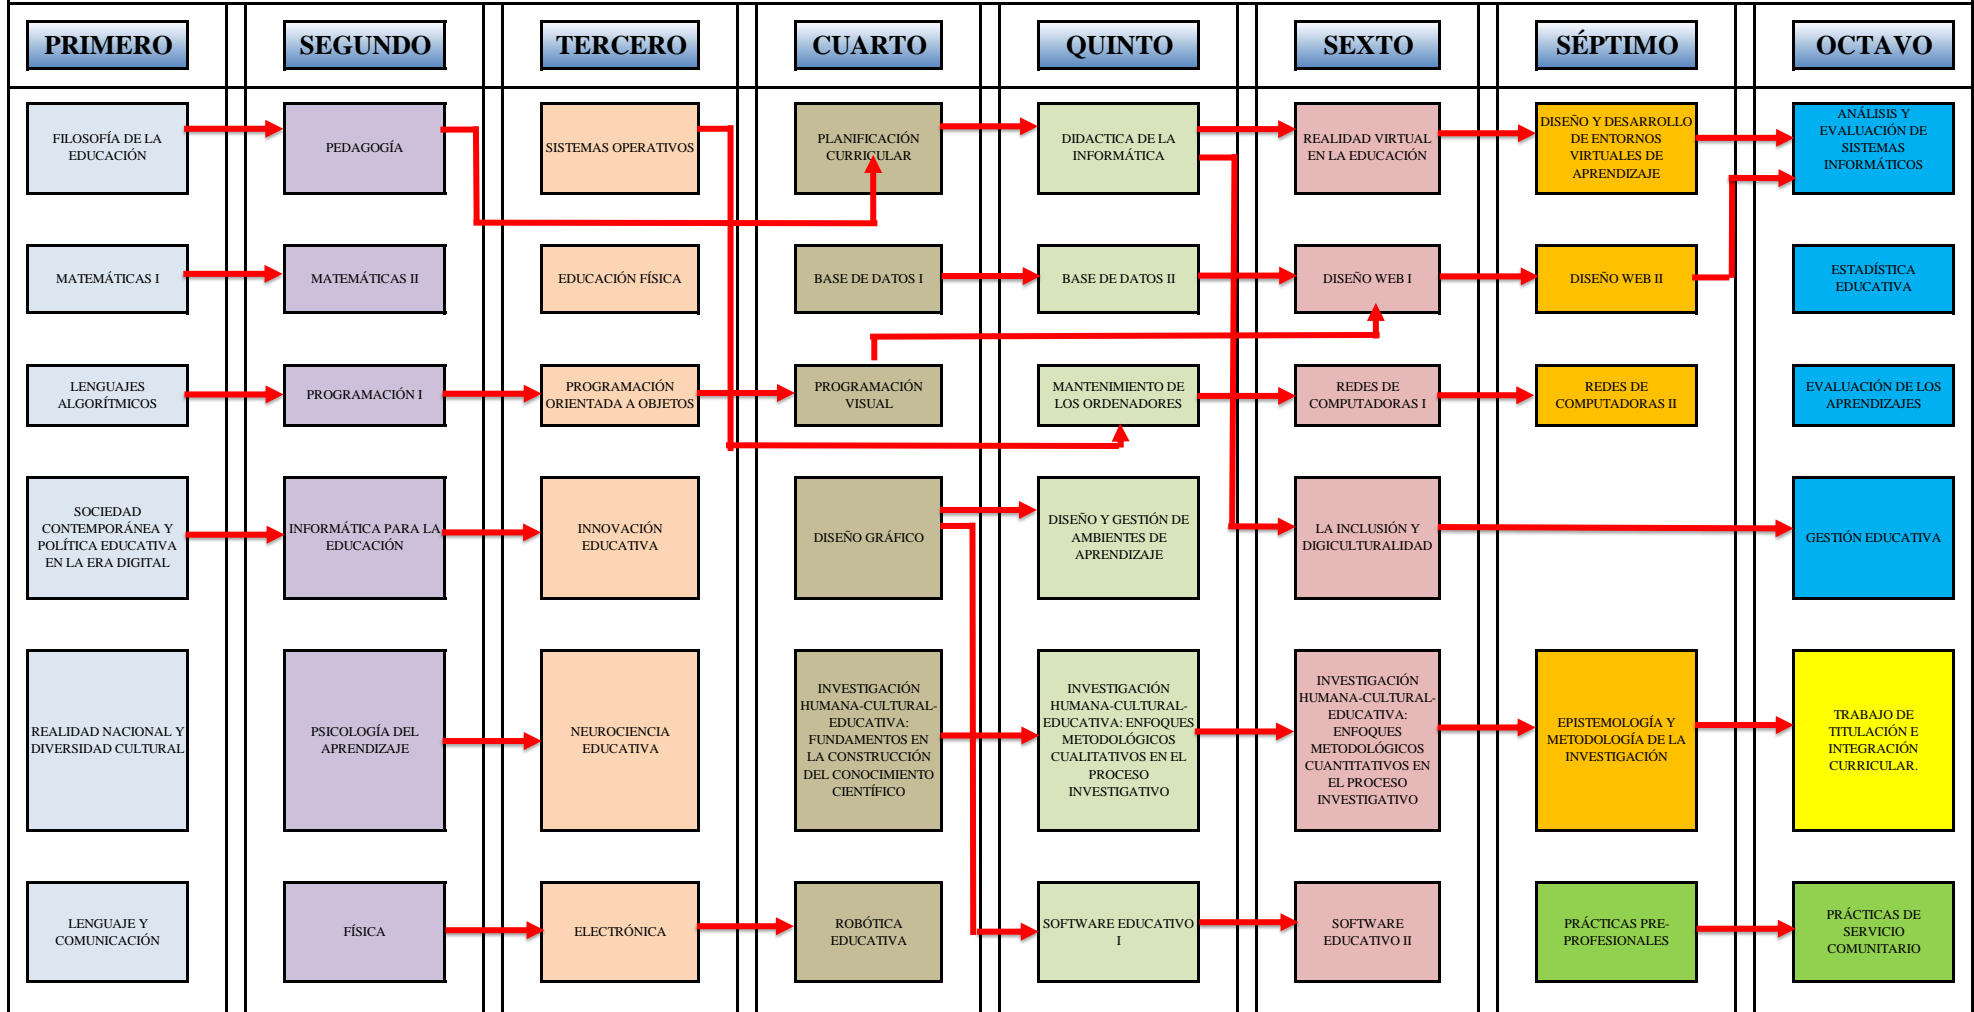 PRIMERO
SEGUNDO
TERCERO
CUARTO
QUINTO
SEXTO
SÉPTIMO
OCTAVO
FILOSOFÍA DE LA
EDUCACIÓN
PEDAGOGÍA
SISTEMAS OPERATIVOS
PLANIFICACIÓN
CURRICULAR
DIDACTICA DE LA
INFORMÁTICA
REALIDAD VIRTUAL
EN LA EDUCACIÓN
DISEÑO Y DESARROLLO
DE ENTORNOS
VIRTUALES DE
APRENDIZAJE
ANÁLISIS Y
EVALUACIÓN DE
SISTEMAS
INFORMÁTICOS
MATEMÁTICAS I
MATEMÁTICAS II
EDUCACIÓN FÍSICA
BASE DE DATOS I
BASE DE DATOS II
DISEÑO WEB I
DISEÑO WEB II
ESTADÍSTICA
EDUCATIVA
LENGUAJES
ALGORÍTMICOS
PROGRAMACIÓN I
PROGRAMACIÓN
ORIENTADA A OBJETOS
PROGRAMACIÓN
VISUAL
MANTENIMIENTO DE
LOS ORDENADORES
REDES DE
COMPUTADORAS I
REDES DE
COMPUTADORAS II
EVALUACIÓN DE LOS
APRENDIZAJES
SOCIEDAD
CONTEMPORÁNEA Y
POLÍTICA EDUCATIVA
EN LA ERA DIGITAL
INFORMÁTICA PARA LA
EDUCACIÓN
INNOVACIÓN
EDUCATIVA
DISEÑO GRÁFICO
DISEÑO Y GESTIÓN DE
AMBIENTES DE
APRENDIZAJE
LA INCLUSIÓN Y
DIGICULTURALIDAD
GESTIÓN EDUCATIVA
REALIDAD NACIONAL Y
DIVERSIDAD CULTURAL
PSICOLOGÍA DEL
APRENDIZAJE
NEUROCIENCIA
EDUCATIVA
INVESTIGACIÓN
HUMANA-CULTURAL-
EDUCATIVA:
FUNDAMENTOS EN
LA CONSTRUCCIÓN
DEL CONOCIMIENTO
CIENTÍFICO
INVESTIGACIÓN
HUMANA-CULTURAL-
EDUCATIVA: ENFOQUES
METODOLÓGICOS
CUALITATIVOS EN EL
PROCESO
INVESTIGATIVO
INVESTIGACIÓN
HUMANA-CULTURAL-
EDUCATIVA:
ENFOQUES
METODOLÓGICOS
CUANTITATIVOS EN
EL PROCESO
INVESTIGATIVO
EPISTEMOLOGÍA Y
METODOLOGÍA DE LA
INVESTIGACIÓN
TRABAJO DE
TITULACIÓN E
INTEGRACIÓN
CURRICULAR.
LENGUAJE Y
COMUNICACIÓN
FÍSICA
ELECTRÓNICA
ROBÓTICA
EDUCATIVA
SOFTWARE EDUCATIVO
I
SOFTWARE
EDUCATIVO II
PRÁCTICAS PRE-
PROFESIONALES
PRÁCTICAS DE
SERVICIO
COMUNITARIO